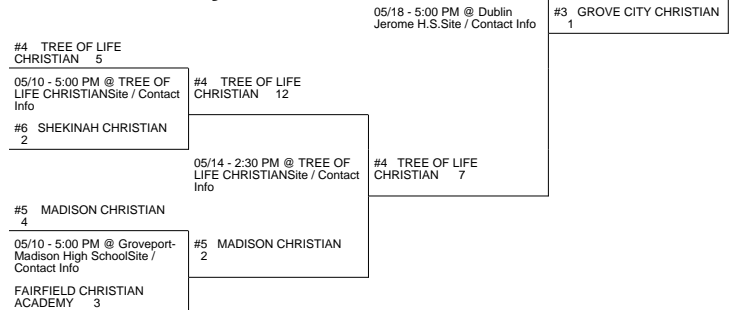 05/18 - 5:00 PM @ Dublin
Jerome H.S.Site / Contact Info
#3 GROVE CITY CHRISTIAN
1
#4 TREE OF LIFE
CHRISTIAN 5
05/10 - 5:00 PM @ TREE OF
LIFE CHRISTIANSite / Contact
Info
#4 TREE OF LIFE
CHRISTIAN 12
#6 SHEKINAH CHRISTIAN
2
05/14 - 2:30 PM @ TREE OF
LIFE CHRISTIANSite / Contact
Info
#4 TREE OF LIFE
CHRISTIAN 7
#5 MADISON CHRISTIAN
4
05/10 - 5:00 PM @ Groveport-
Madison High SchoolSite /
Contact Info
#5 MADISON CHRISTIAN
2
FAIRFIELD CHRISTIAN
ACADEMY 3